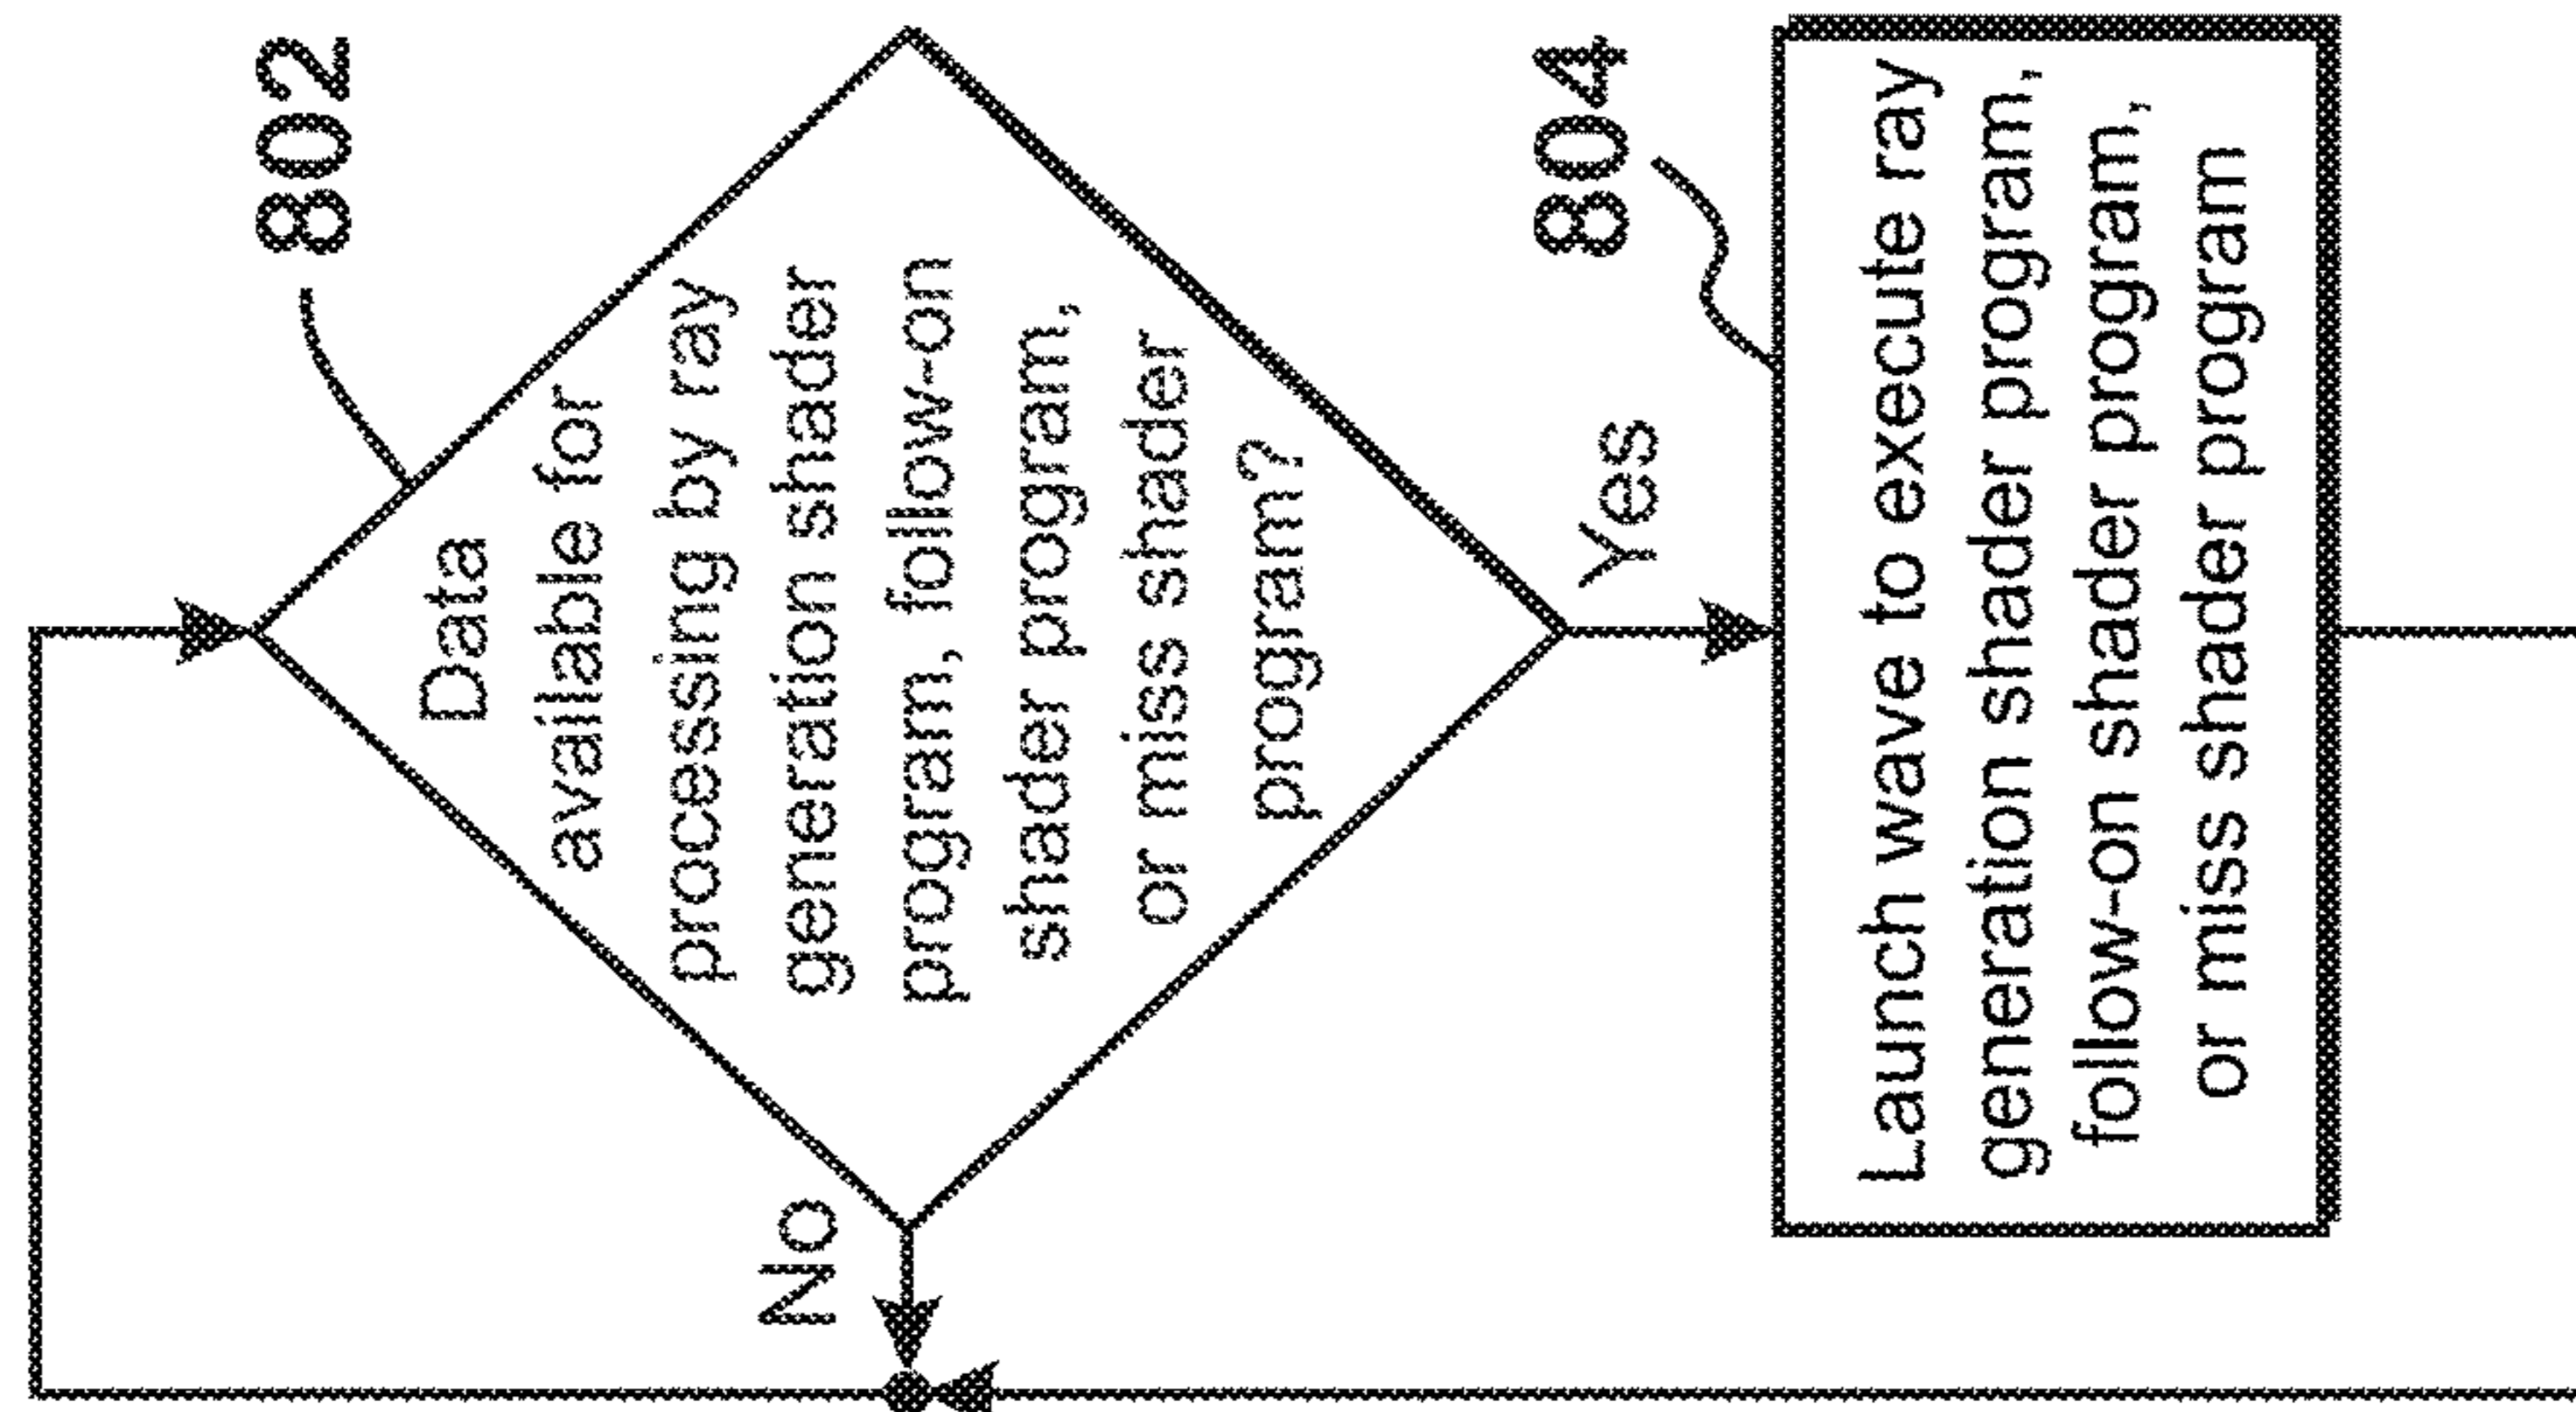 802
Data
available for
processing by ray
generation shader
program, follow-on
shader program,
or miss shader
program?
No
Yes
804
Launch wave to execute ray
generation shader program,
follow-on shader program,
or miss shader program